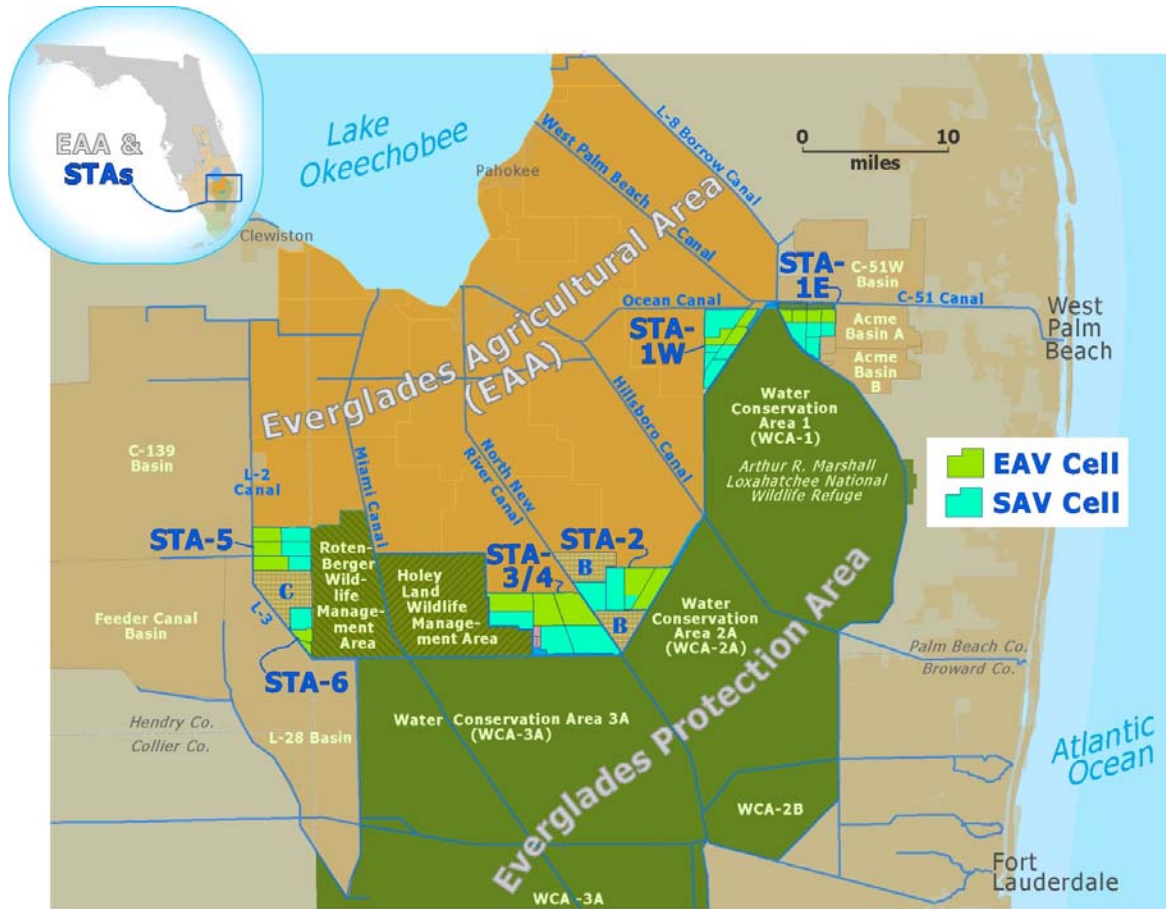 EAA &
STAs
Lake
Okeechobee
Clewiston
Pahokee
L-8 Borrow Canal
West Palm Beach
Canal
0 10
miles
Everglades Agricultural Area
(EAA)
Ocean Canal
STA-
1W
STA-
1E
C-51W
Basin
C-51 Canal
West
Palm
Beach
Acme
Basin A
Acme
Basin
B
Hillsboro Canal
Water
Conservation
Area 1
(WCA-1)
Arthur R. Marshall
Loxahatchee National
Wildlife Refuge
EAV Cell
SAV Cell
C-139
Basin
L-2
Canal
Miami Canal
North New
River Canal
STA-5
STA-
3/4
STA-2
B
B
C
L-3
Roten-
Berger
Wild-
life
Manage-
ment
Area
Holey
Land
Wildlife
Manage-
ment Area
Feeder Canal
Basin
STA-6
Water
Conservation
Area 2A
(WCA-2A)
Everglades Protection Area
Palm Beach Co.
Broward Co.
Hendry Co.
Collier Co.
L-28 Basin
Water Conservation Area 3A
(WCA-3A)
WCA-2B
Atlantic
Ocean
Fort
Lauderdale
WCA -3A